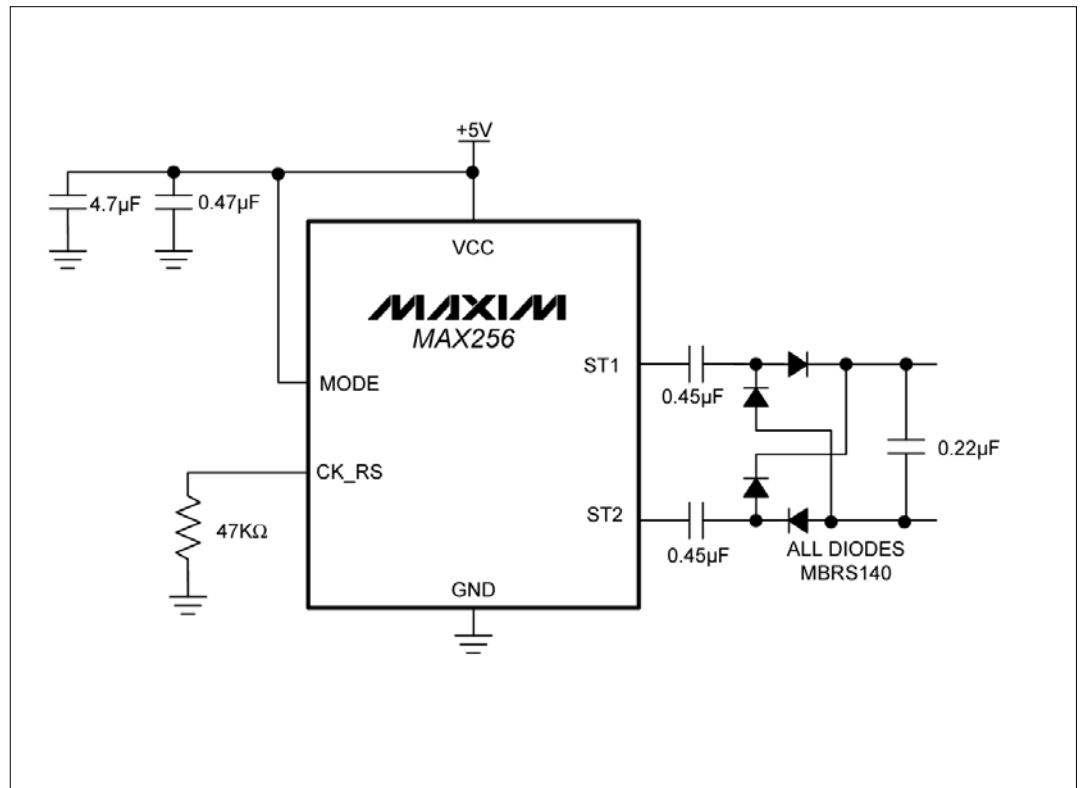 +5V
4.7µF
0.47µF
VCC
MAXIM
MAX256
ST1
MODE
0.45µF
0.22µF
CK_RS
ST2
47KΩ
0.45µF
ALL DIODES
MBRS140
GND